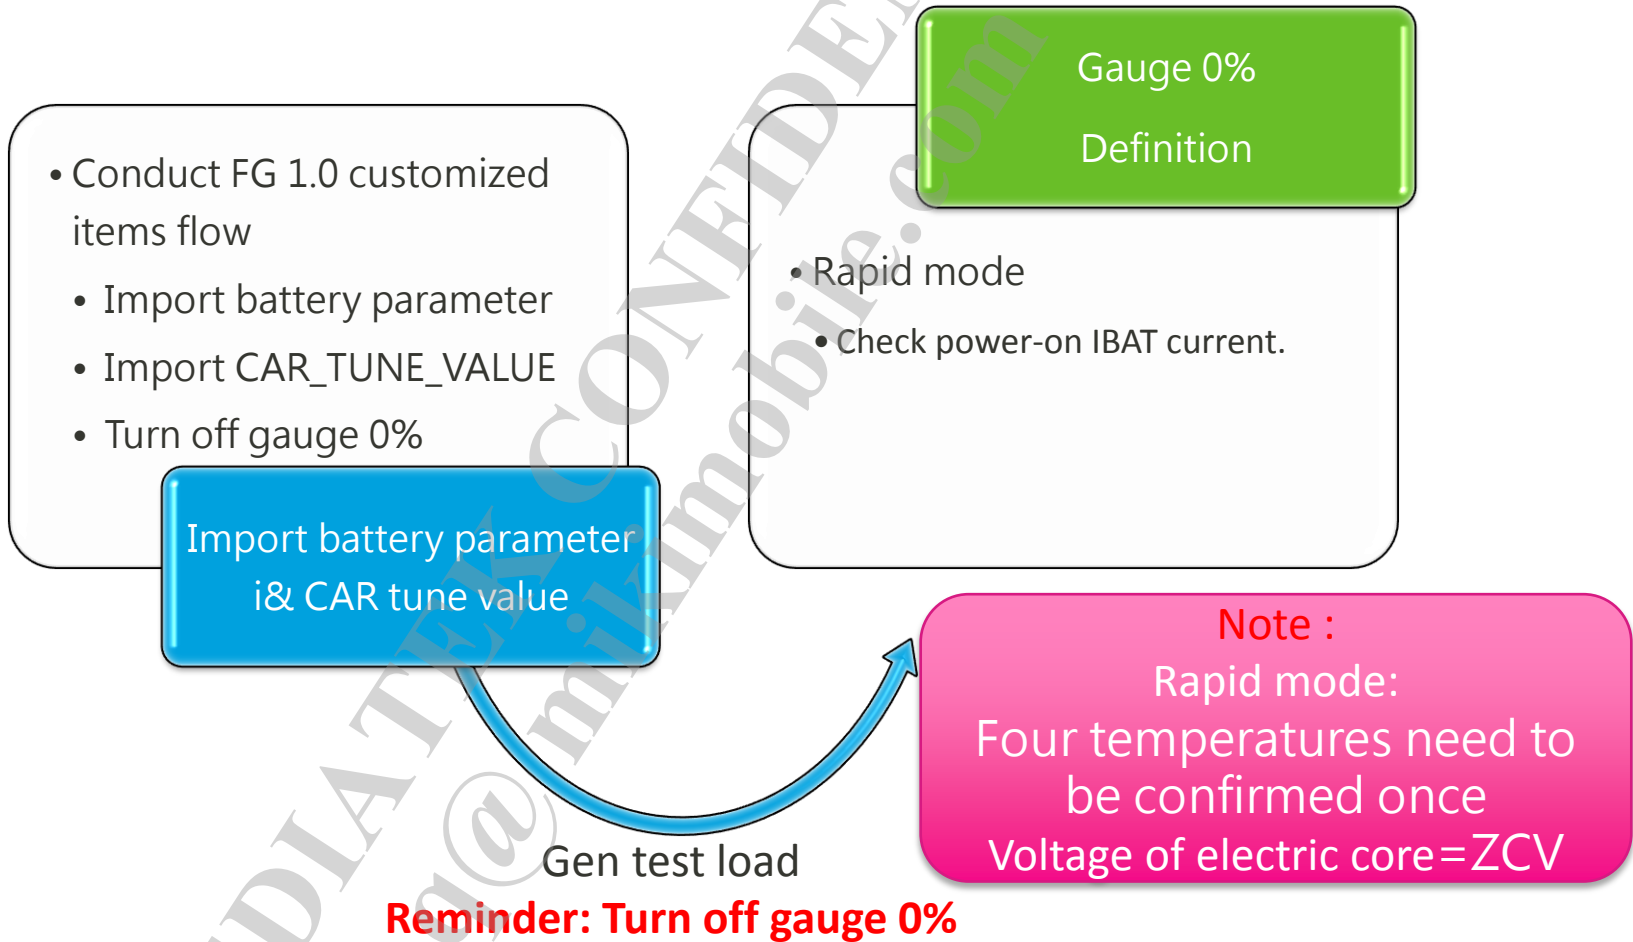 • Conduct FG 1.0 customized
items flow
• Import battery parameter
• Import CAR_TUNE_VALUE
• Turn off gauge 0%
Import battery parameter
i& CAR tune value
Gauge 0%
Definition
• Rapid mode
• Check power-on IBAT current.
Note :
Rapid mode:
Four temperatures need to
be confirmed once
Voltage of electric core=ZCV
Gen test load
Reminder: Turn off gauge 0%